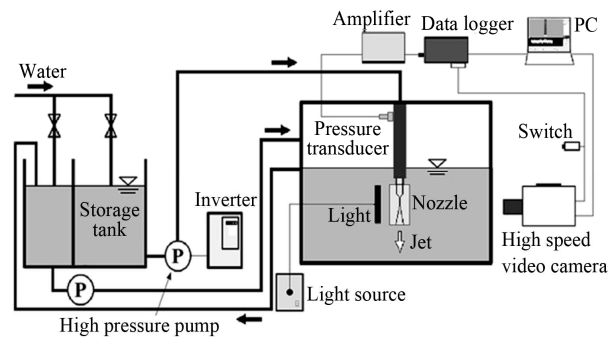 Amplifier
Data logger
PC
Water
Pressure
transducer
Switch
Storage
tank
Inverter
Light
Nozzle
P
Jet
High speed
video camera
P
Light source
High pressure pump